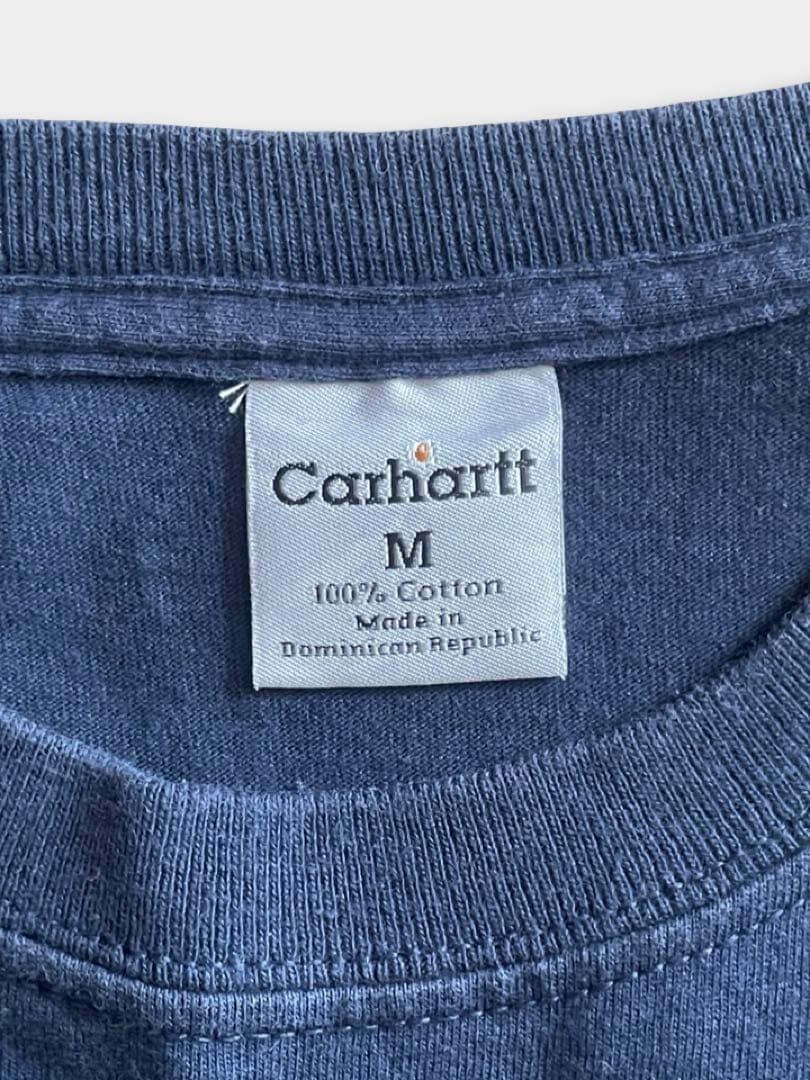 Carhartt
M
100% Cotton
Made in
Dominican Republic